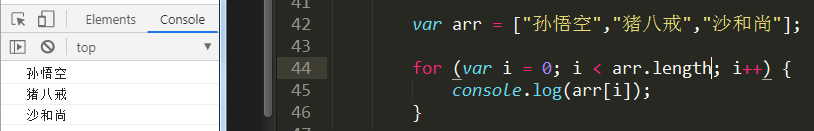 Elements Console
top
孙悟空
猪八戒
沙和尚
41
42 var arr = ["孙悟空","猪八戒","沙和尚"];
43
44 for (var i = 0; i < arr.length; i++) {
45 console.log(arr[i]);
46 }
47